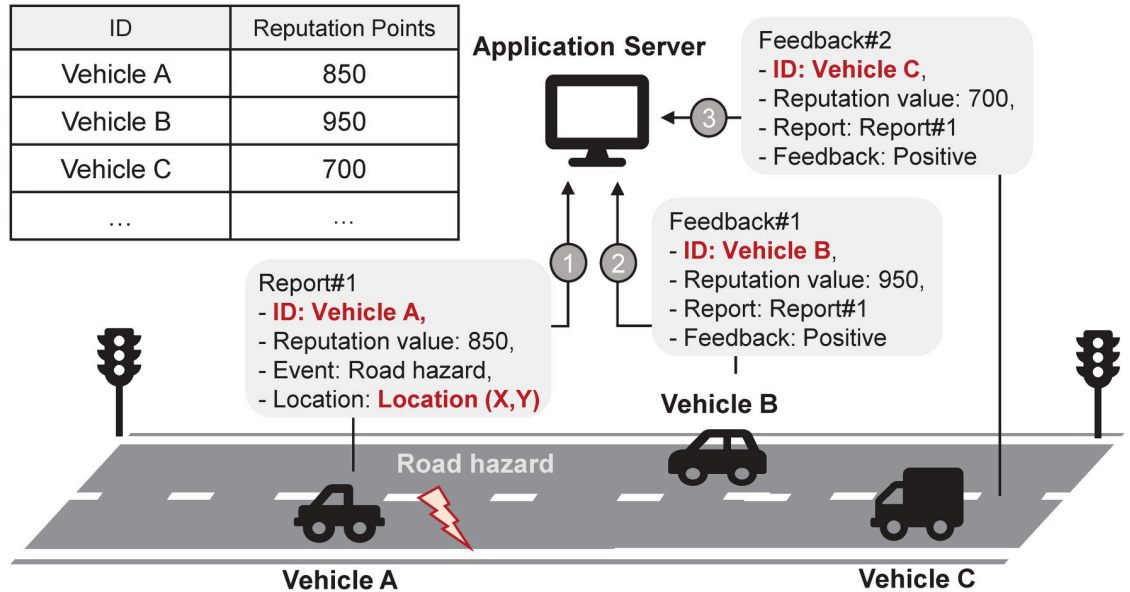 ID Reputation Points
Vehicle A 850
Vehicle B 950
Vehicle C 700
... ...
Application Server
Feedback#2
- ID: Vehicle C,
- Reputation value: 700,
- Report: Report#1
- Feedback: Positive
3
Feedback#1
- ID: Vehicle B,
- Reputation value: 950,
- Report: Report#1
- Feedback: Positive
1
2
Report#1
- ID: Vehicle A,
- Reputation value: 850,
- Event: Road hazard,
- Location: Location (X,Y)
Vehicle B
Road hazard
Vehicle A
Vehicle C